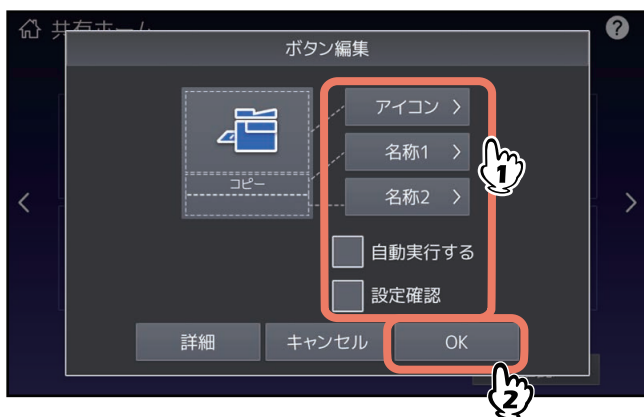 共有ホーム
?
ボタン編集
アイコン >
名称1 >
コピー
名称2 >
自動実行する
設定確認
詳細 キャンセル OK
1
2